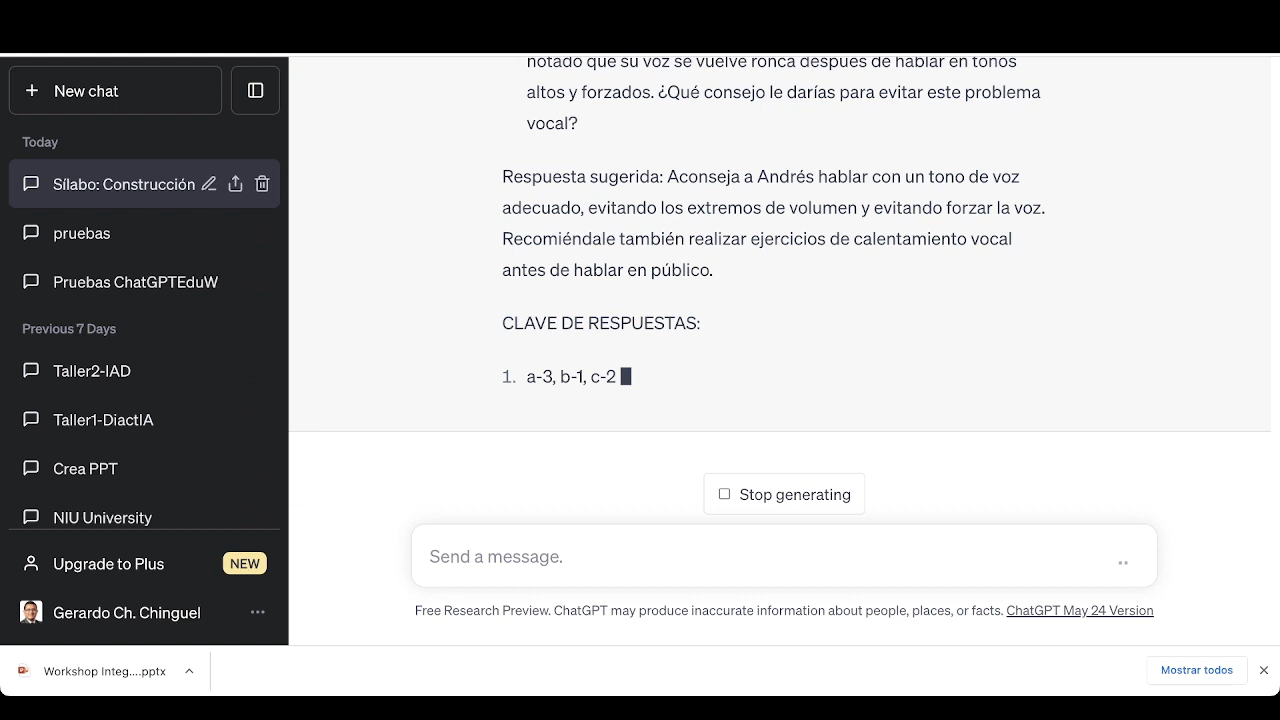 New chat
Today
Sílabo: Construcción
pruebas
Pruebas ChatGPTEduW
Previous 7 Days
Taller2-IAD
Taller1-DiactIA
Crea PPT
NIU University
Upgrade to Plus
NEW
Gerardo Ch. Chinguel
notado que su voz se vuelve ronca después de hablar en tonos
altos y forzados. ¿Qué consejo le darías para evitar este problema
vocal?
Respuesta sugerida: Aconseja a Andrés hablar con un tono de voz
adecuado, evitando los extremos de volumen y evitando forzar la voz.
Recomiéndale también realizar ejercicios de calentamiento vocal
antes de hablar en público.
CLAVE DE RESPUESTAS:
1. a-3, b-1, c-2
Stop generating
Send a message.
Free Research Preview. ChatGPT may produce inaccurate information about people, places, or facts. ChatGPT May 24 Version
Workshop Integ....pptx
Mostrar todos